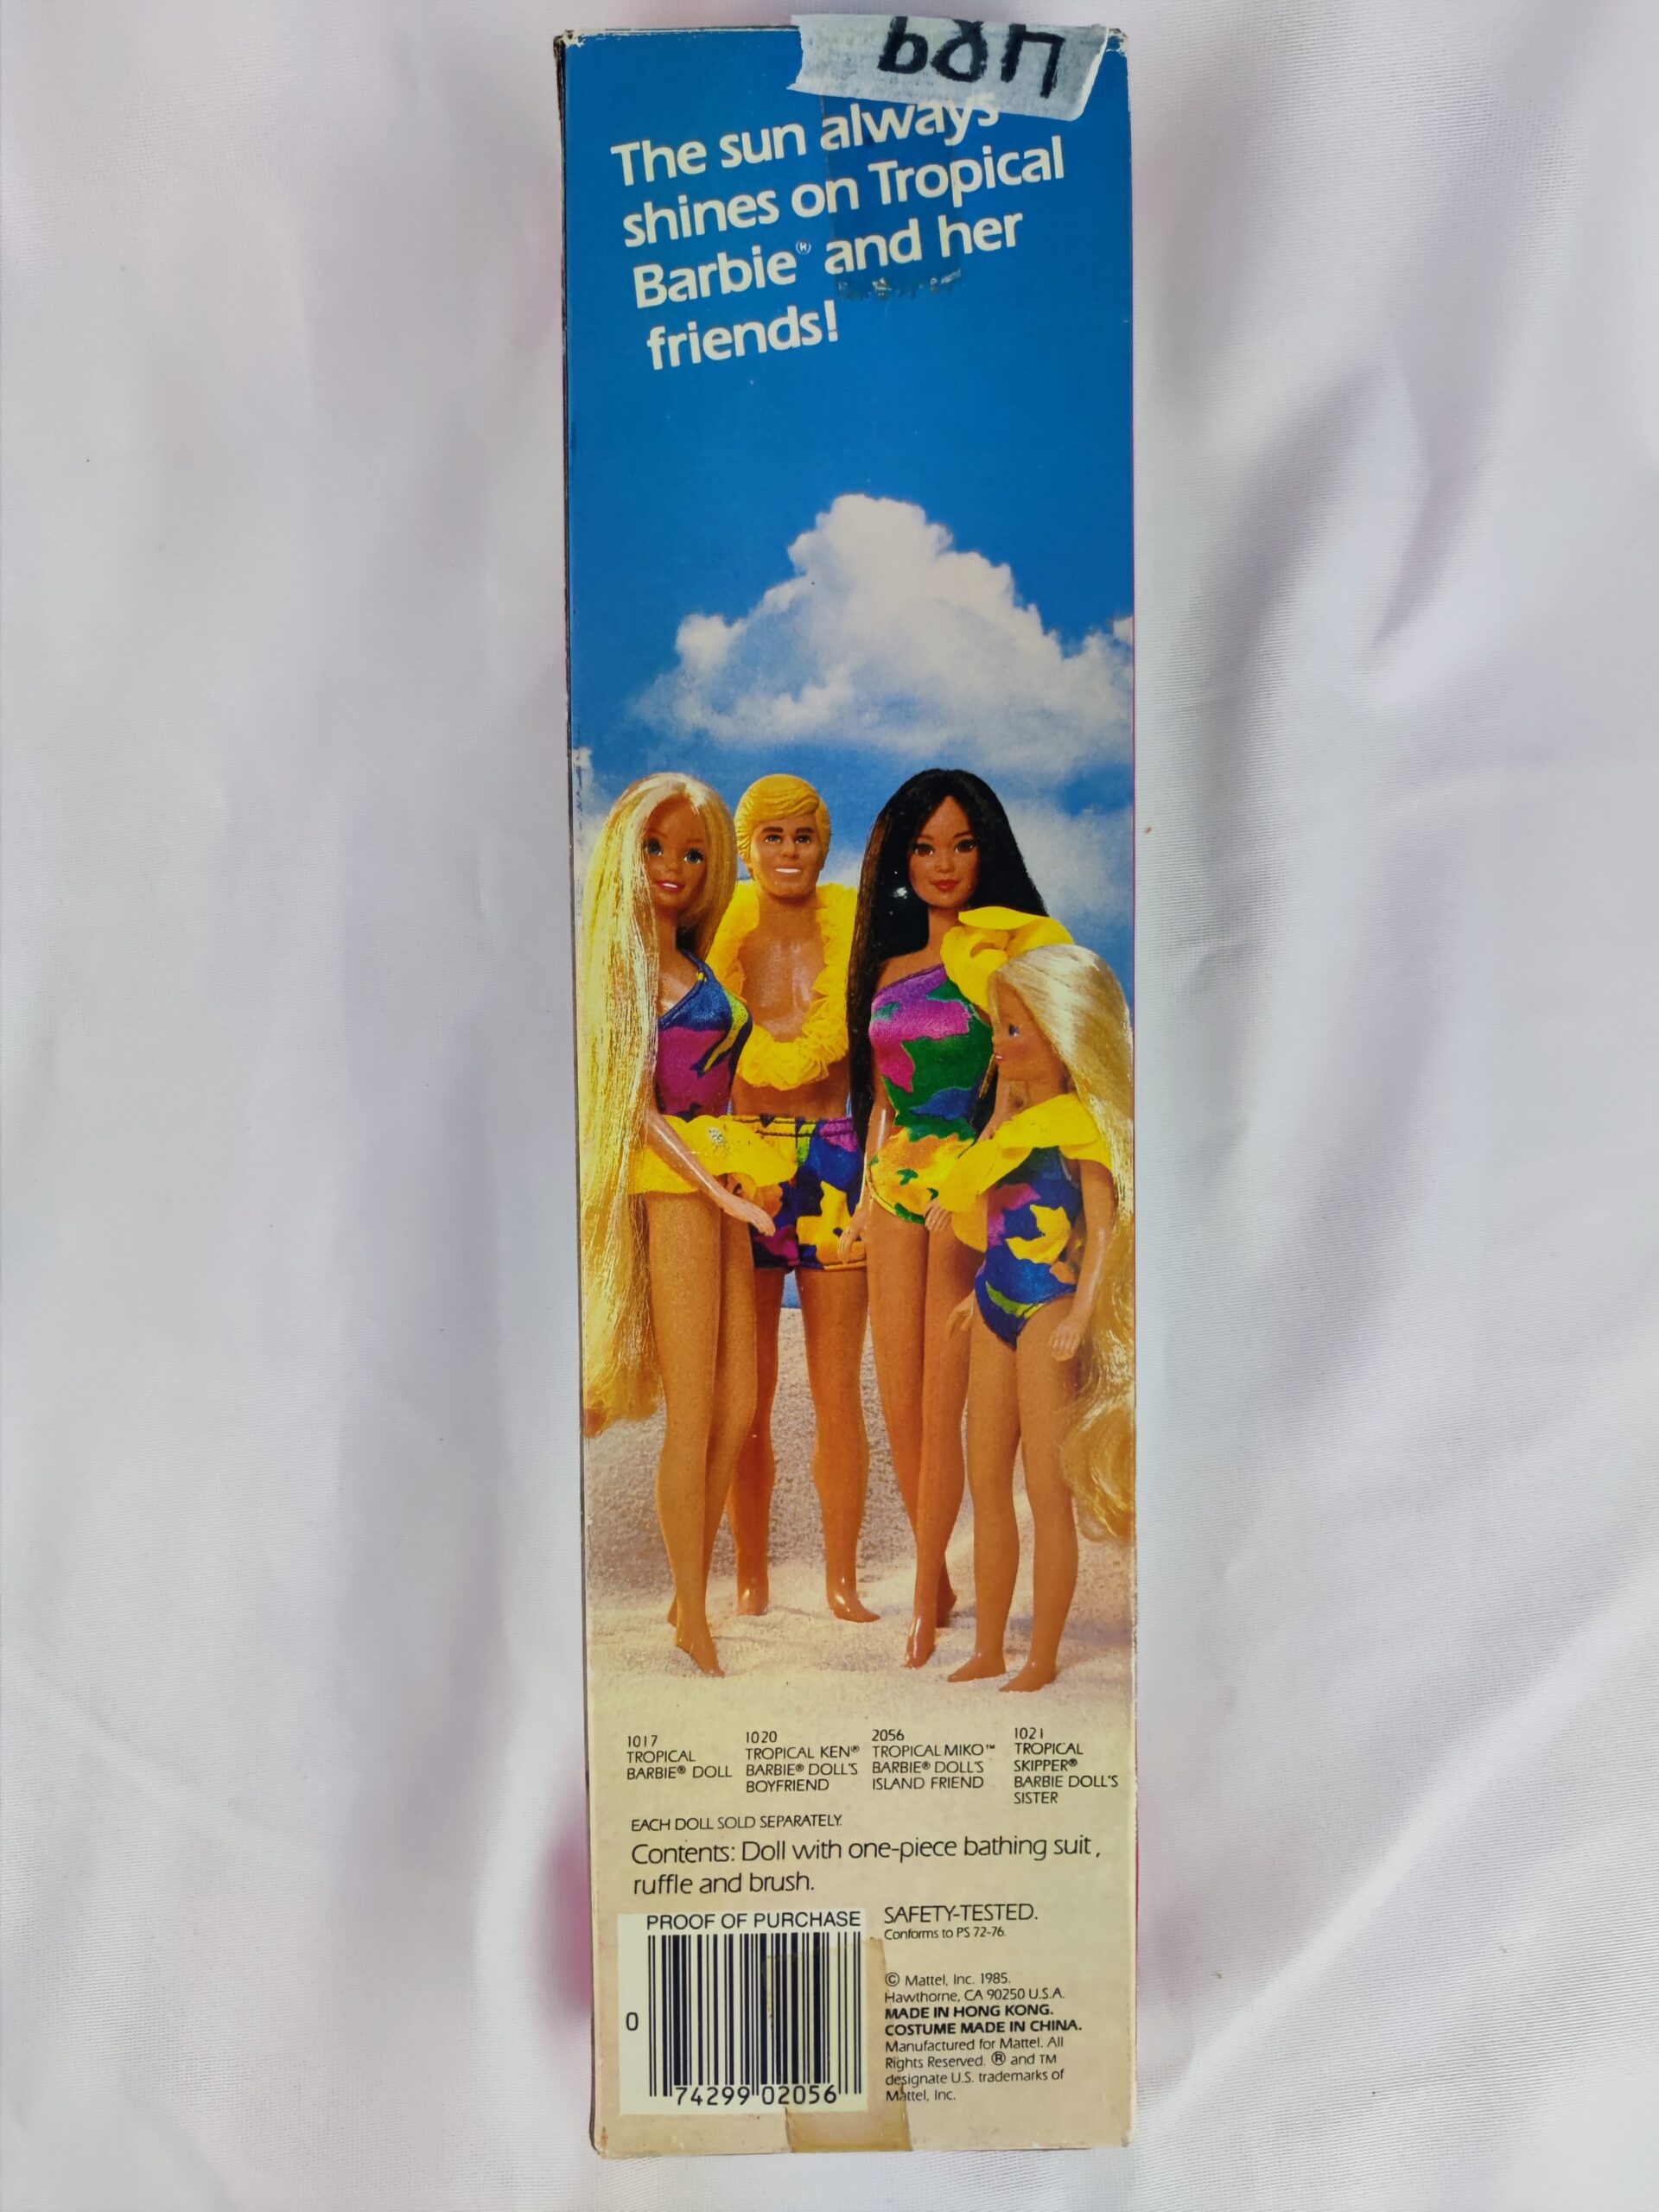 The sun always
shines on Tropical
Barbie® and her
friends!
1017
TROPICAL
BARBIE® DOLL
1020
TROPICAL KEN®
BARBIE® DOLL'S
BOYFRIEND
2056
TROPICAL MIKO™
BARBIE® DOLL'S
ISLAND FRIEND
1021
TROPICAL
SKIPPER®
BARBIE DOLL'S
SISTER
EACH DOLL SOLD SEPARATELY.
Contents: Doll with one-piece bathing suit,
ruffle and brush.
PROOF OF PURCHASE
0
74299 02056
SAFETY-TESTED.
Conforms to PS 72-76.
© Mattel, Inc. 1985.
Hawthorne, CA 90250 U.S.A.
MADE IN HONG KONG.
COSTUME MADE IN CHINA.
Manufactured for Mattel. All
Rights Reserved. ® and TM
designate U.S. trademarks of
Mattel, Inc.